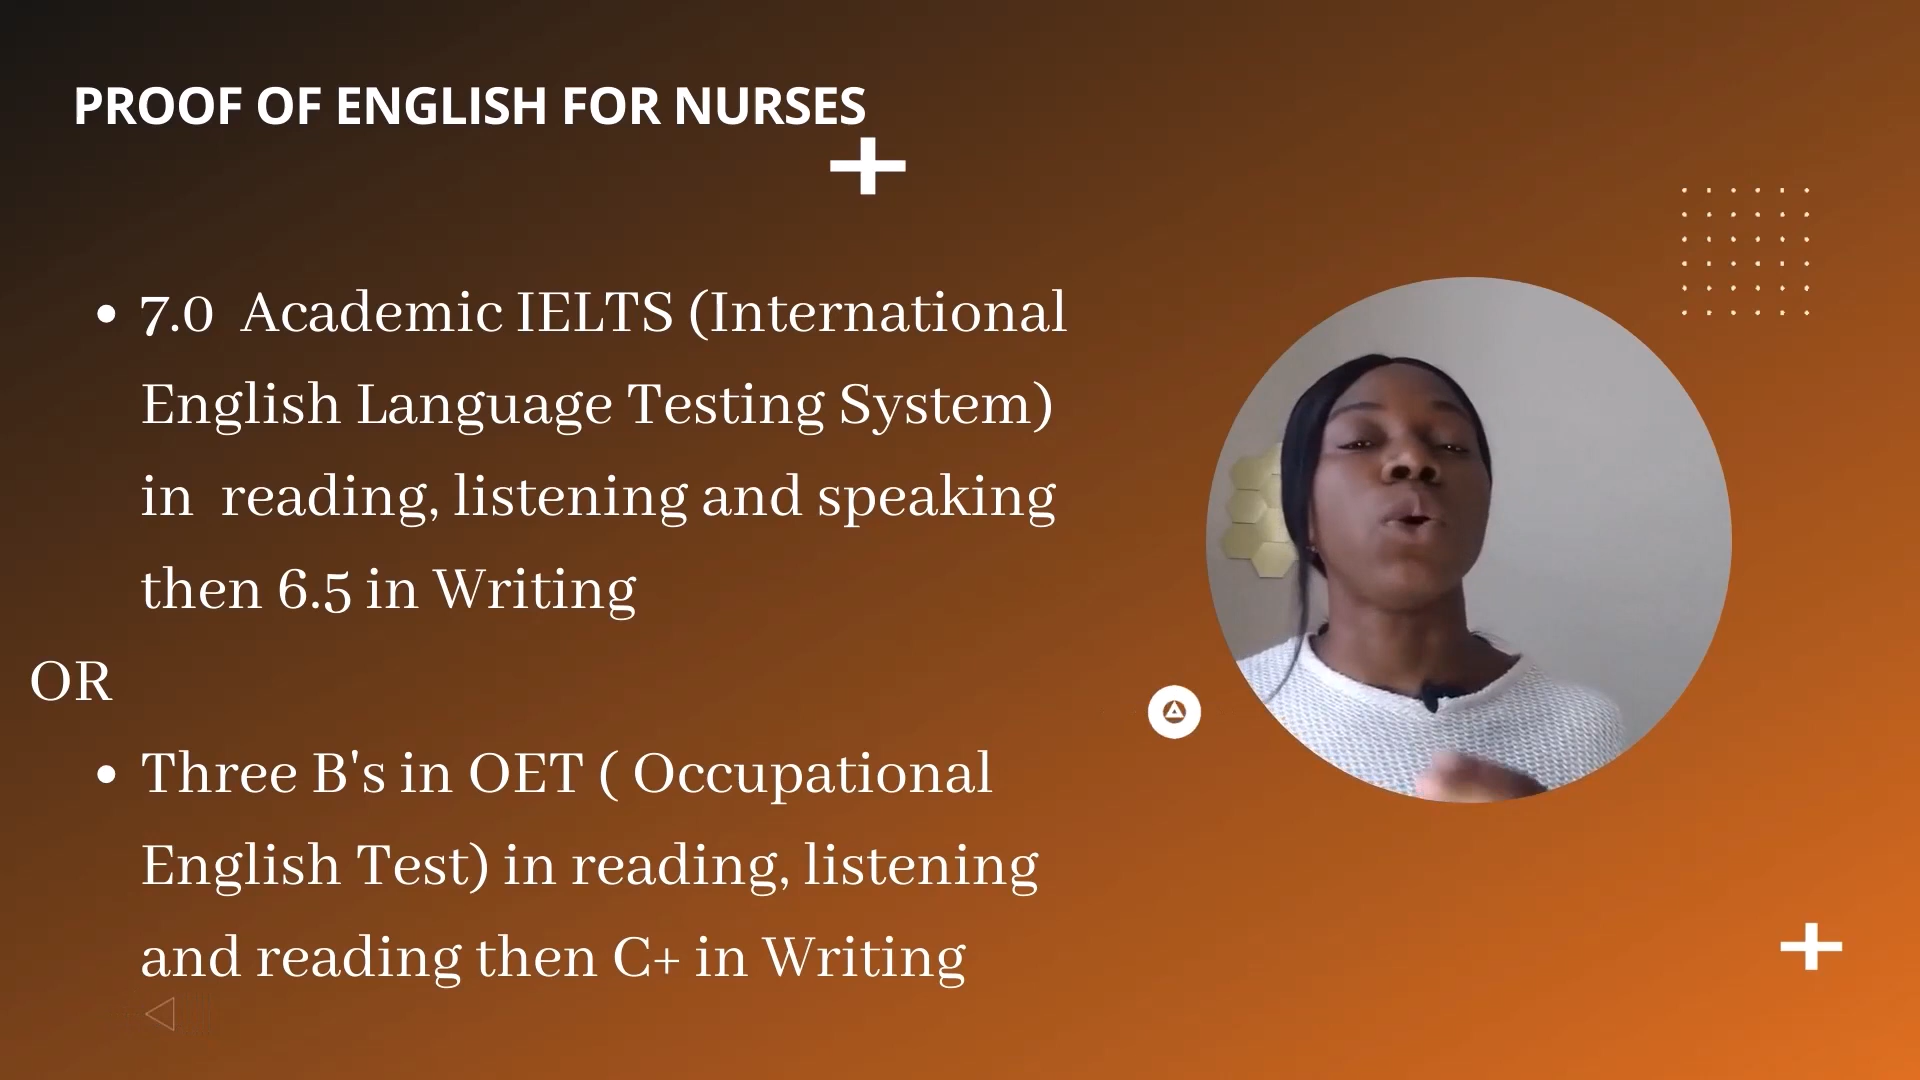 PROOF OF ENGLISH FOR NURSES
7.0 Academic IELTS (International
English Language Testing System)
in reading, listening and speaking
then 6.5 in Writing
OR
Three B's in OET ( Occupational
English Test) in reading, listening
and reading then C+ in Writing